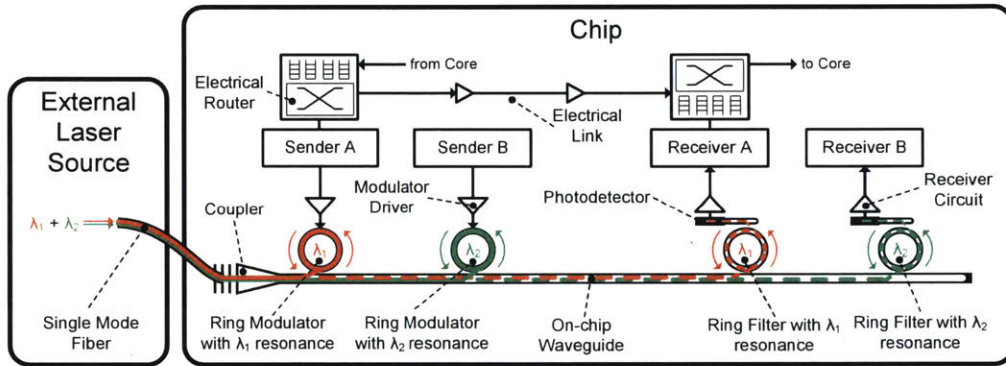 Chip
External
Laser
Source
λ₁ + λ₂
Single Mode
Fiber
Electrical
Router
from Core
to Core
Electrical
Link
Sender A
Sender B
Receiver A
Receiver B
Coupler
Modulator
Driver
Photodetector
Receiver
Circuit
λ₁
λ₂
λ₁
λ₂
Ring Modulator
with λ₁ resonance
Ring Modulator
with λ₂ resonance
On-chip
Waveguide
Ring Filter with λ₁
resonance
Ring Filter with λ₂
resonance